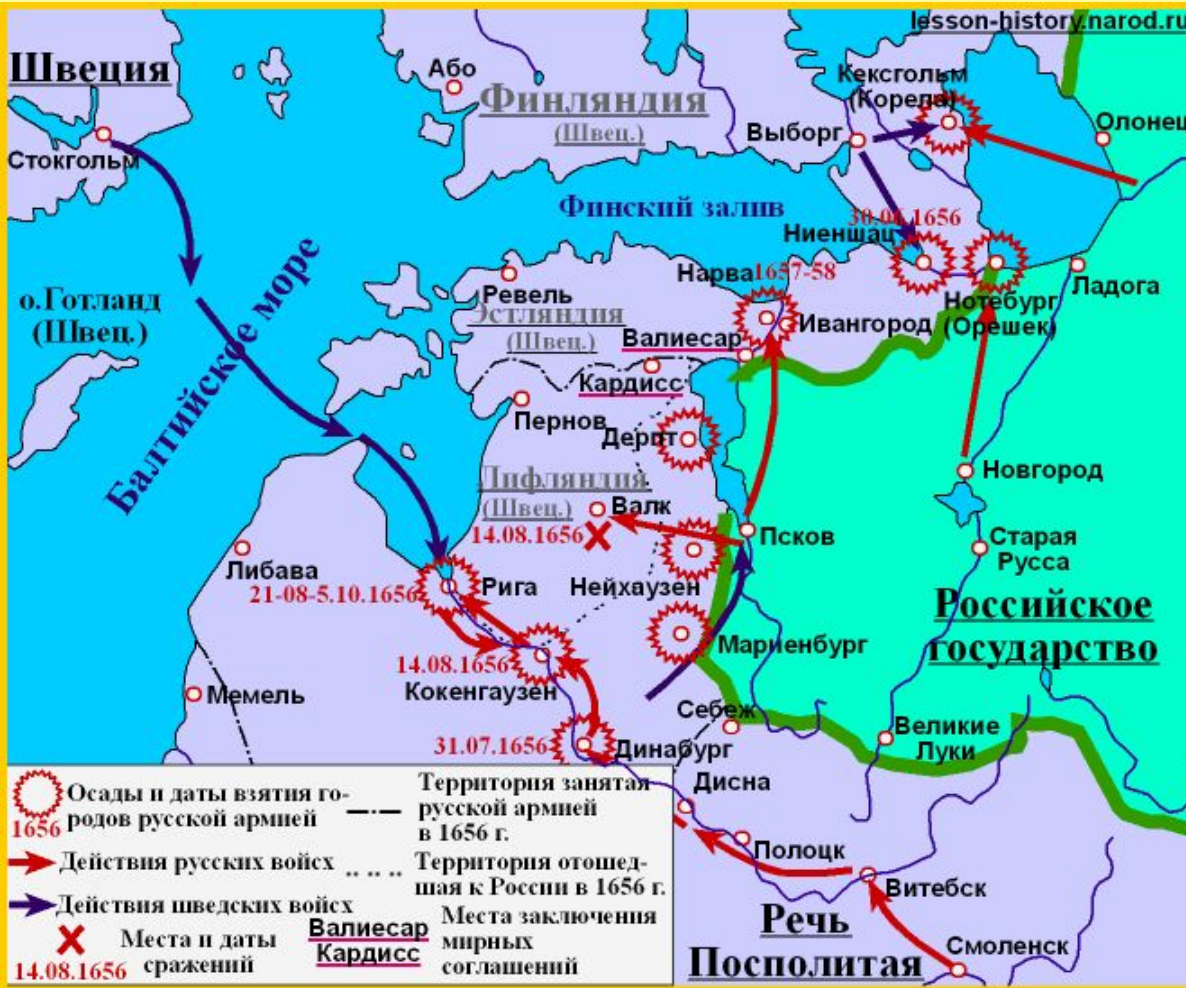 lesson-history.narod.ru
Швеция
Або
Финляндия
(Швец.)
Кексгольм
(Корела)
Выборг
Олонец
Стокгольм
Финский залив
30.06.1656
Ниеншац
Нарва
1657-58
Ладога
Нотебург
(Орешек)
о.Готланд
(Швец.)
Балтийское море
Ревель
Эстляндия
(Швец.)
Валиесар
Ивангород
Кардисс
Пернов
Дерпт
Новгород
Лифляндия
(Швец.)
Валк
14.08.1656
Псков
Старая
Русса
Либава
Рига
21-08-5.10.1656
Нейхаузен
Российское
государство
Мариенбург
14.08.1656
Кокенгаузен
Мемель
Себеж
Великие
Луки
31.07.1656
Динабург
Дисна
Полоцк
Витебск
Речь
Посполитая
Смоленск
Осады и даты взятия го-
родов русской армией
1656
Действия русских войсх
Действия шведских войсх
Места и даты
сражений
14.08.1656
Территория занятая
русской армией
в 1656 г.
Территория отошед-
шая к России в 1656 г.
Валиесар
Кардисс
Места заключения
мирных
соглашений